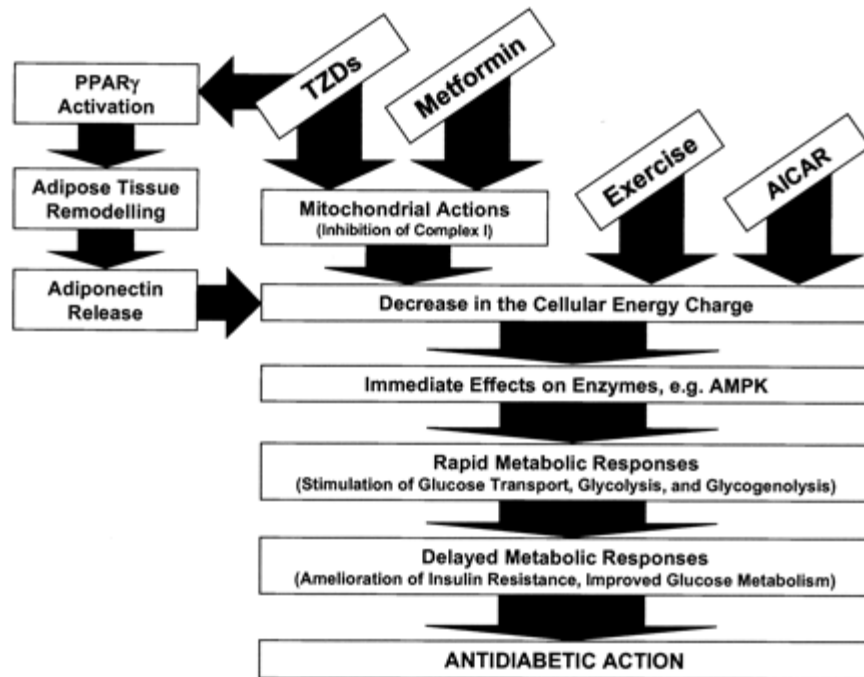 TZDs
Metformin
PPARγ
Activation
Exercise
AICAR
Adipose Tissue
Remodelling
Mitochondrial Actions
(Inhibition of Complex I)
Adiponectin
Release
Decrease in the Cellular Energy Charge
Immediate Effects on Enzymes, e.g. AMPK
Rapid Metabolic Responses
(Stimulation of Glucose Transport, Glycolysis, and Glycogenolysis)
Delayed Metabolic Responses
(Amelioration of Insulin Resistance, Improved Glucose Metabolism)
ANTIDIABETIC ACTION